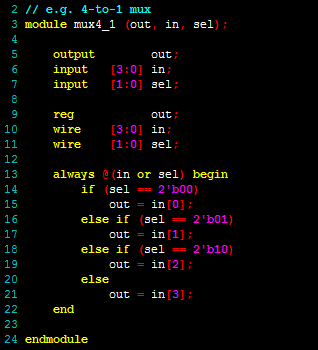 2 // e.g. 4-to-1 mux
3 module mux4_1 (out, in, sel);
4
5     output        out;
6     input   [3:0] in;
7     input   [1:0] sel;
8
9     reg           out;
10     wire    [3:0] in;
11     wire    [1:0] sel;
12
13     always @(in or sel) begin
14         if (sel == 2'b00)
15             out = in[0];
16         else if (sel == 2'b01)
17             out = in[1];
18         else if (sel == 2'b10)
19             out = in[2];
20         else
21             out = in[3];
22     end
23
24 endmodule